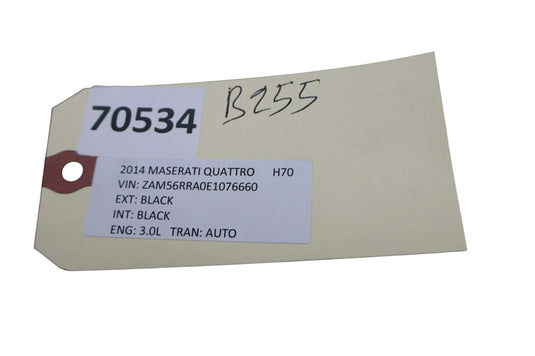 70534 B255
2014 MASERATI QUATTRO H70
VIN: ZAM56RRA0E1076660
EXT: BLACK
INT: BLACK
ENG: 3.0L TRAN: AUTO